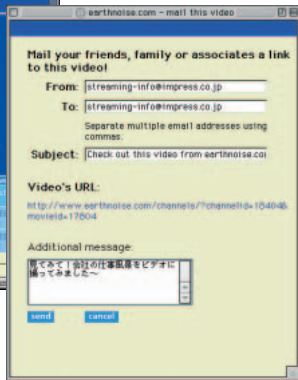 earthnoise.com - mail this video
Mail your friends, family or associates a link
to this video!
From: streaming-info@impress.co.jp
To: streaming-info@impress.co.jp
Separate multiple email addresses using
commas.
Subject: Check out this video from earthnoise.co
Video's URL:
http://www.earthnoise.com/channels/?channelid=184048
movieid=17804
Additional message:
見てみて！会社の仕事風景をビデオに
撮ってみました～
send cancel